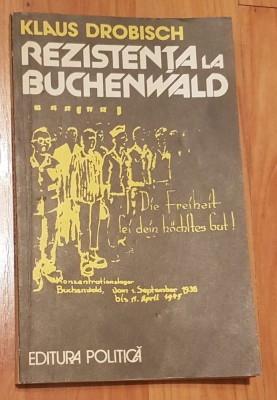 KLAUS DROBISCH
REZISTENȚA LA
BUCHENWALD
Die Freiheit
sei dein höchstes Gut!
Konzentrationslager
Buchenwald, vom 1. September 1938
bis 11. April 1945
EDITURA POLITICĂ